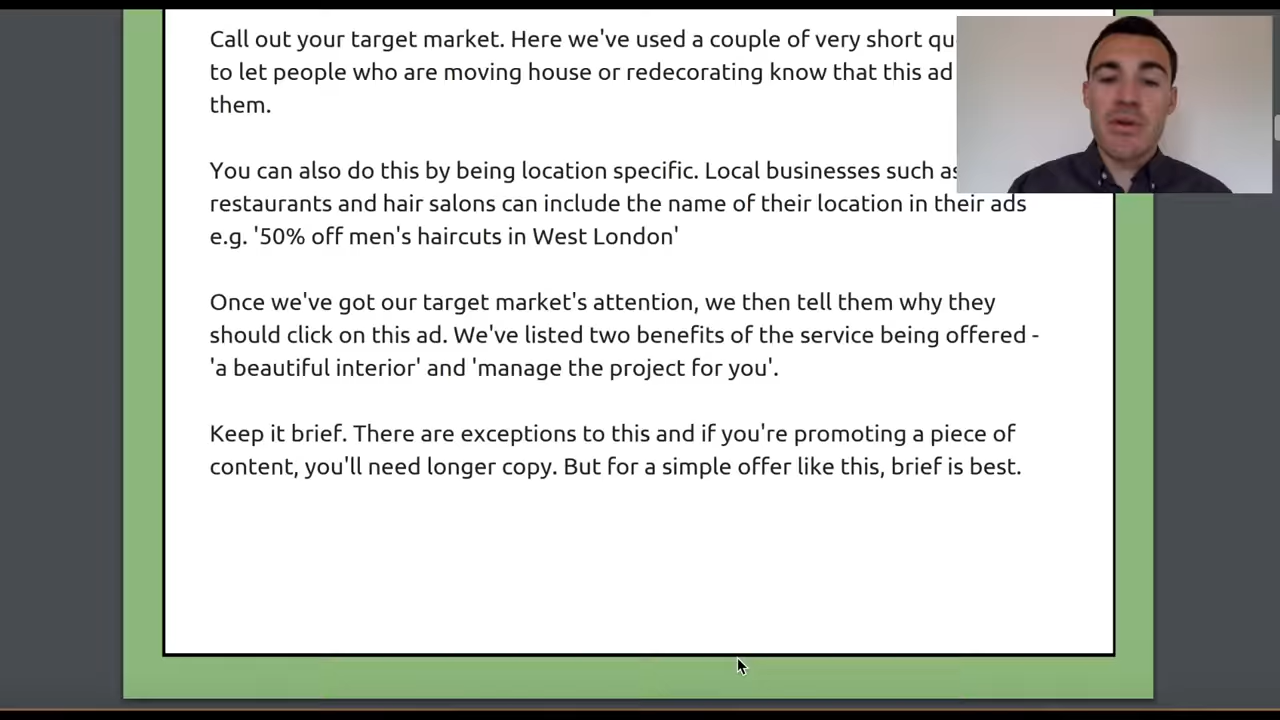 Call out your target market. Here we've used a couple of very short
to let people who are moving house or redecorating know that this ad
them.
You can also do this by being location specific. Local businesses such as
restaurants and hair salons can include the name of their location in their ads
e.g. '50% off men's haircuts in West London'
Once we've got our target market's attention, we then tell them why they
should click on this ad. We've listed two benefits of the service being offered -
'a beautiful interior' and 'manage the project for you'.
Keep it brief. There are exceptions to this and if you're promoting a piece of
content, you'll need longer copy. But for a simple offer like this, brief is best.